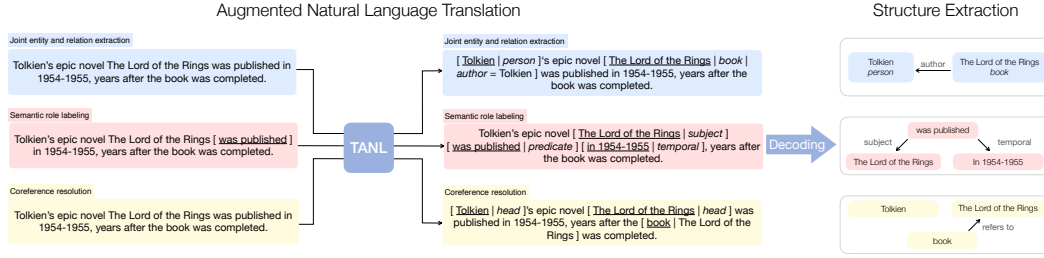 Augmented Natural Language Translation
Structure Extraction
Joint entity and relation extraction
Tolkien's epic novel The Lord of the Rings was published in
1954-1955, years after the book was completed.
Semantic role labeling
Tolkien's epic novel The Lord of the Rings [ was published ]
in 1954-1955, years after the book was completed.
Coreference resolution
Tolkien's epic novel The Lord of the Rings was published in
1954-1955, years after the book was completed.
TANL
Joint entity and relation extraction
[ Tolkien | person ]'s epic novel [ The Lord of the Rings | book |
author = Tolkien ] was published in 1954-1955, years after the
book was completed.
Semantic role labeling
Tolkien's epic novel [ The Lord of the Rings | subject ]
[ was published | predicate ] [ in 1954-1955 | temporal ], years after
the book was completed.
Coreference resolution
[ Tolkien | head ]'s epic novel [ The Lord of the Rings | head ] was
published in 1954-1955, years after the [ book | The Lord of the
Rings ] was completed.
Decoding
Tolkien
person
author
The Lord of the Rings
book
was published
subject
temporal
The Lord of the Rings
In 1954-1955
Tolkien
The Lord of the Rings
refers to
book